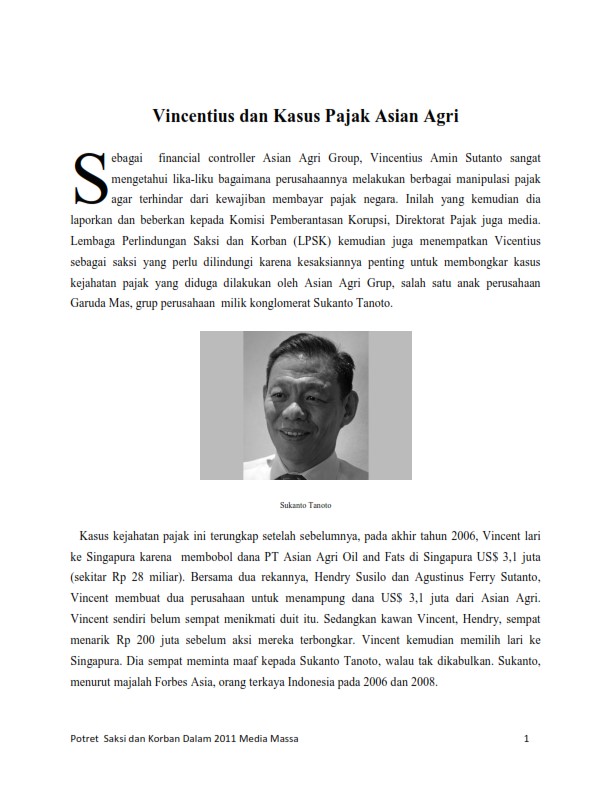 Vincentius dan Kasus Pajak Asian Agri
Sebagai financial controller Asian Agri Group, Vincentius Amin Sutanto sangat
mengetahui lika-liku bagaimana perusahaannya melakukan berbagai manipulasi pajak
agar terhindar dari kewajiban membayar pajak negara. Inilah yang kemudian dia
laporkan dan beberkan kepada Komisi Pemberantasan Korupsi, Direktorat Pajak juga media.
Lembaga Perlindungan Saksi dan Korban (LPSK) kemudian juga menempatkan Vicentius
sebagai saksi yang perlu dilindungi karena kesaksiannya penting untuk membongkar kasus
kejahatan pajak yang diduga dilakukan oleh Asian Agri Grup, salah satu anak perusahaan
Garuda Mas, grup perusahaan milik konglomerat Sukanto Tanoto.
Sukanto Tanoto
Kasus kejahatan pajak ini terungkap setelah sebelumnya, pada akhir tahun 2006, Vincent lari
ke Singapura karena membobol dana PT Asian Agri Oil and Fats di Singapura US$ 3,1 juta
(sekitar Rp 28 miliar). Bersama dua rekannya, Hendry Susilo dan Agustinus Ferry Sutanto,
Vincent membuat dua perusahaan untuk menampung dana US$ 3,1 juta dari Asian Agri.
Vincent sendiri belum sempat menikmati duit itu. Sedangkan kawan Vincent, Hendry, sempat
menarik Rp 200 juta sebelum aksi mereka terbongkar. Vincent kemudian memilih lari ke
Singapura. Dia sempat meminta maaf kepada Sukanto Tanoto, walau tak dikabulkan. Sukanto,
menurut majalah Forbes Asia, orang terkaya Indonesia pada 2006 dan 2008.
Potret Saksi dan Korban Dalam 2011 Media Massa 1